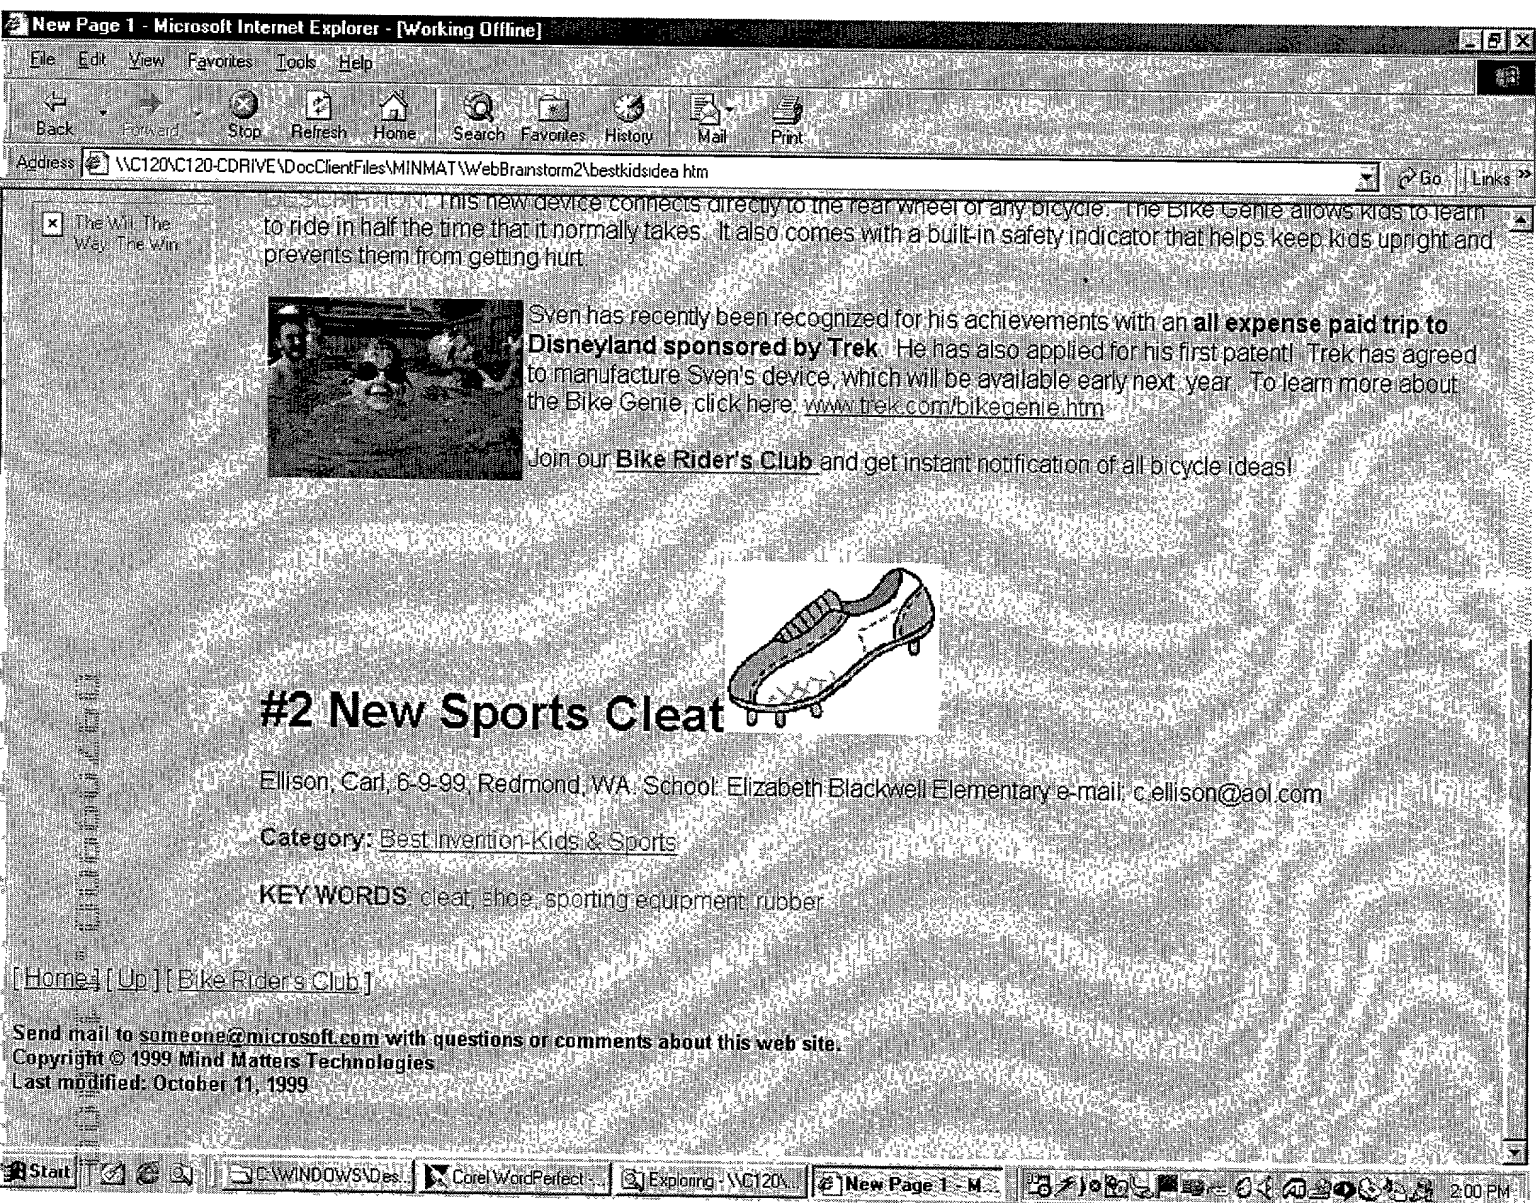 New Page 1 - Microsoft Internet Explorer - [Working Offline]
File Edit View Favorites Tools Help
Back Forward Stop Refresh Home Search Favorites History Mail Print
Address \\C120\C120-CDRIVE\DocClientFiles\MINMAT\WebBrainstorm2\bestkidsidea htm Go Links »
The Will, The
Way, The Win
DESCRIPTION: This new device connects directly to the rear wheel of any bicycle. The Bike Genie allows kids to learn
to ride in half the time that it normally takes. It also comes with a built-in safety indicator that helps keep kids upright and
prevents them from getting hurt
Sven has recently been recognized for his achievements with an all expense paid trip to
Disneyland sponsored by Trek. He has also applied for his first patent! Trek has agreed
to manufacture Sven's device, which will be available early next year. To learn more about
the Bike Genie, click here: www.trek.com/bikegenie.htm
Join our Bike Rider's Club and get instant notification of all bicycle ideas!
#2 New Sports Cleat
Ellison, Carl, 6-9-99, Redmond, WA. School: Elizabeth Blackwell Elementary e-mail: c.ellison@aol.com
Category: Best Invention-Kids & Sports
KEY WORDS: cleat, shoe, sporting equipment, rubber
[ Home ] [ Up ] [ Bike Rider's Club ]
Send mail to someone@microsoft.com with questions or comments about this web site.
Copyright © 1999 Mind Matters Technologies
Last modified: October 11, 1999
Start C:\WINDOWS\Des... Corel WordPerfect -... Exploring - \\C120\... New Page 1 - M... 2:00 PM